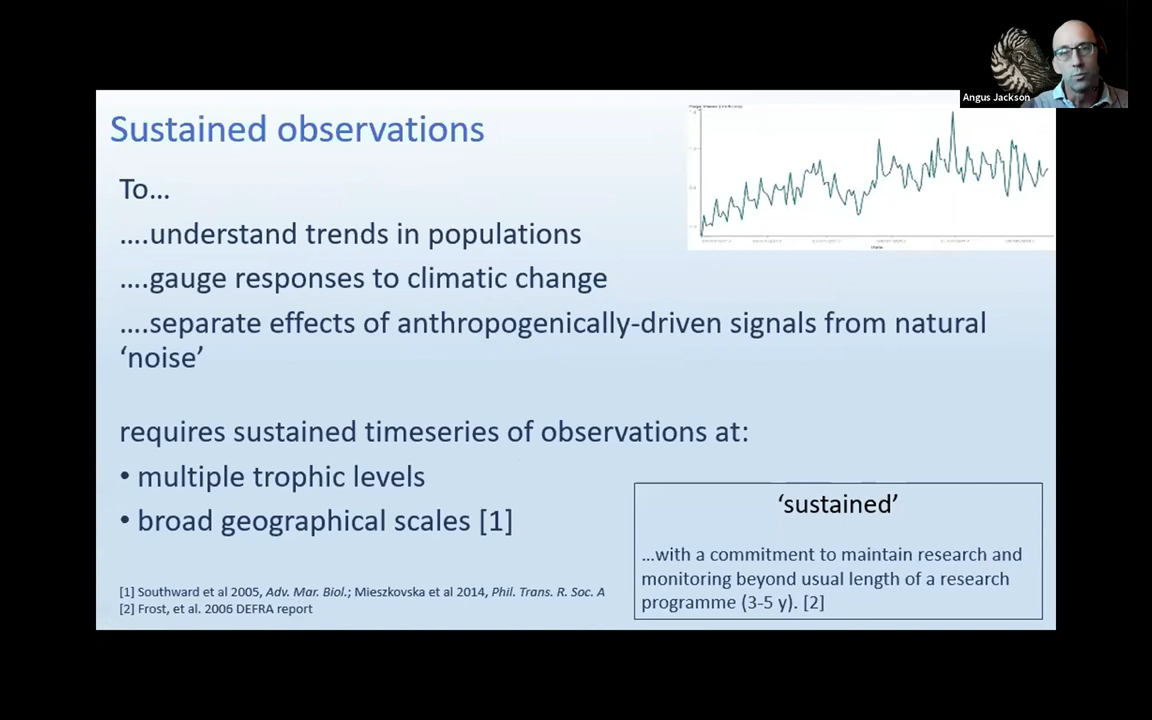 Angus Jackson
Sustained observations
To...
....understand trends in populations
....gauge responses to climatic change
....separate effects of anthropogenically-driven signals from natural
‘noise’
requires sustained timeseries of observations at:
• multiple trophic levels
• broad geographical scales [1]
‘sustained’
...with a commitment to maintain research and
monitoring beyond usual length of a research
programme (3-5 y). [2]
[1] Southward et al 2005, Adv. Mar. Biol.; Mieszkovska et al 2014, Phil. Trans. R. Soc. A
[2] Frost, et al. 2006 DEFRA report